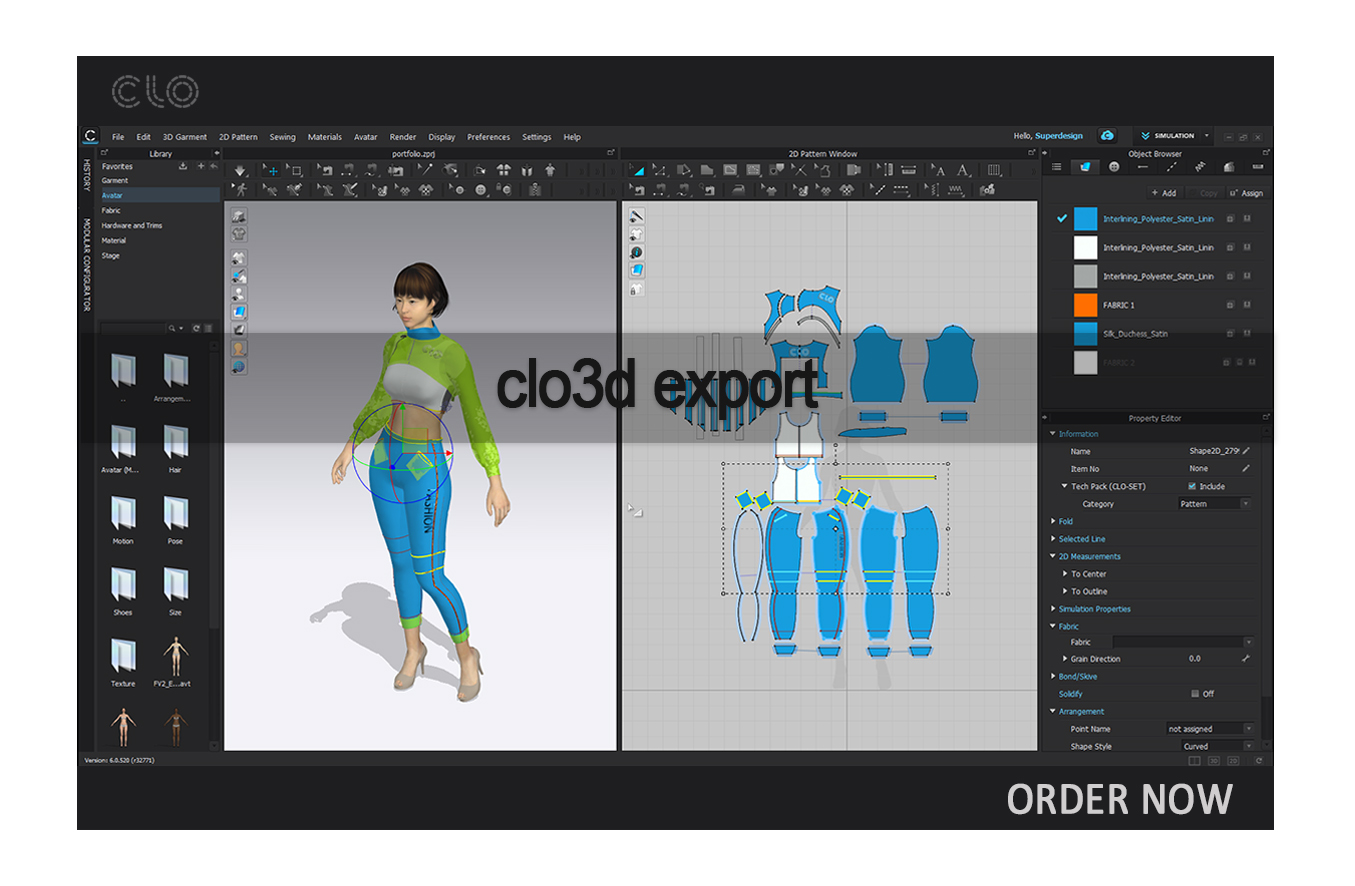 CLO
C File Edit 3D Garment 2D Pattern Sewing Materials Avatar Render Display Preferences Settings Help Hello, Superdesign SIMULATION
Library portfolio.zprj 2D Pattern Window Object Browser
HISTORY
MODULAR CONFIGURATOR
Favorites
Garment
Avatar
Fabric
Hardware and Trims
Material
Stage
..
Arrangem...
Avatar (M...
Hair
Motion
Pose
Shoes
Size
Texture
FV2_E...avt
FASHION
CLO
CLO
clo3d export
+ Add Copy Assign
Interlining_Polyester_Satin_Linin
Interlining_Polyester_Satin_Linin
Interlining_Polyester_Satin_Linin
FABRIC 1
Silk_Duchess_Satin
FABRIC 2
Property Editor
Information
Name Shape2D_279
Item No None
Tech Pack (CLO-SET) Include
Category Pattern
Fold
Selected Line
2D Measurements
To Center
To Outline
Simulation Properties
Fabric
Fabric
Grain Direction 0.0
Bond/Skive
Solidify Off
Arrangement
Point Name not assigned
Shape Style Curved
Version: 6.0.520 (r32771) 3D 2D
ORDER NOW